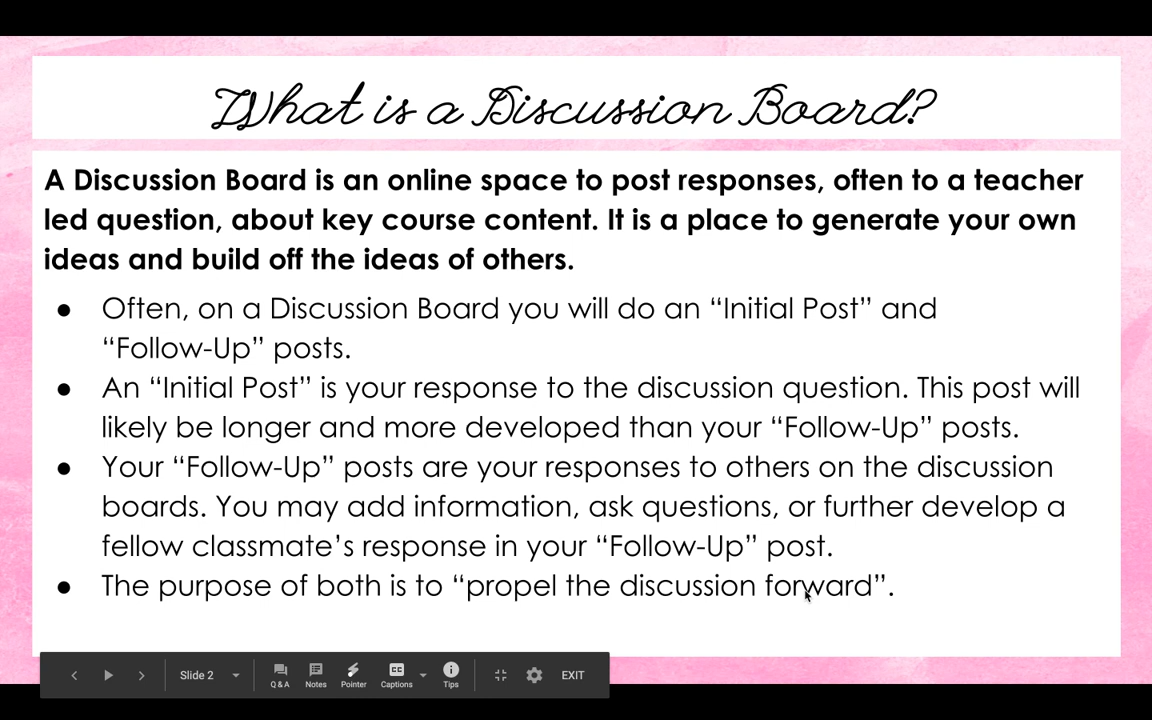 What is a Discussion Board?
A Discussion Board is an online space to post responses, often to a teacher
led question, about key course content. It is a place to generate your own
ideas and build off the ideas of others.
● Often, on a Discussion Board you will do an “Initial Post” and
“Follow-Up” posts.
● An “Initial Post” is your response to the discussion question. This post will
likely be longer and more developed than your “Follow-Up” posts.
● Your “Follow-Up” posts are your responses to others on the discussion
boards. You may add information, ask questions, or further develop a
fellow classmate’s response in your “Follow-Up” post.
● The purpose of both is to “propel the discussion forward”.
Slide 2
Q & A
Notes
Pointer
CC
Captions
Tips
EXIT